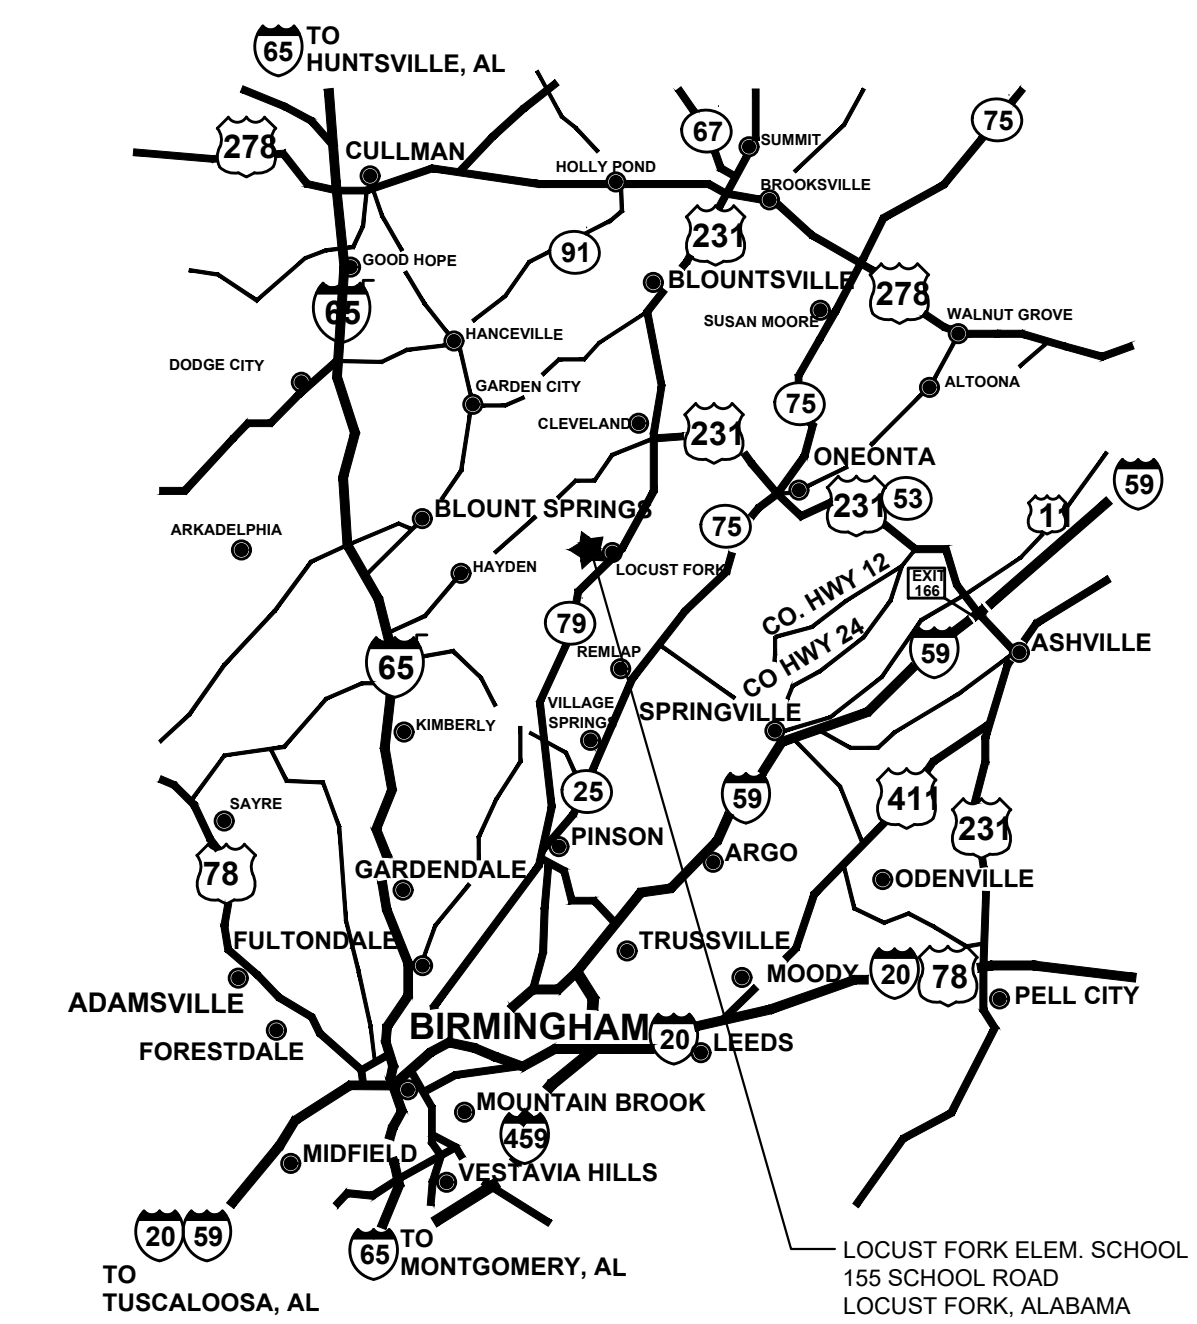 65
TO
HUNTSVILLE, AL
278
CULLMAN
HOLLY POND
67
SUMMIT
75
BROOKSVILLE
231
91
GOOD HOPE
65
BLOUNTSVILLE
278
SUSAN MOORE
WALNUT GROVE
HANCEVILLE
DODGE CITY
GARDEN CITY
ALTOONA
75
CLEVELAND
231
ONEONTA
59
BLOUNT SPRINGS
231
53
11
ARKADELPHIA
75
HAYDEN
LOCUST FORK
CO. HWY 12
EXIT
166
79
CO HWY 24
REMLAP
59
ASHVILLE
65
VILLAGE
SPRINGS
SPRINGVILLE
KIMBERLY
25
59
411
SAYRE
231
PINSON
ARGO
78
GARDENDALE
ODENVILLE
FULTONDALE
TRUSSVILLE
MOODY
20
78
ADAMSVILLE
PELL CITY
BIRMINGHAM
20
LEEDS
FORESTDALE
MOUNTAIN BROOK
459
MIDFIELD
VESTAVIA HILLS
20
59
TO
TUSCALOOSA, AL
65
TO
MONTGOMERY, AL
LOCUST FORK ELEM. SCHOOL
155 SCHOOL ROAD
LOCUST FORK, ALABAMA